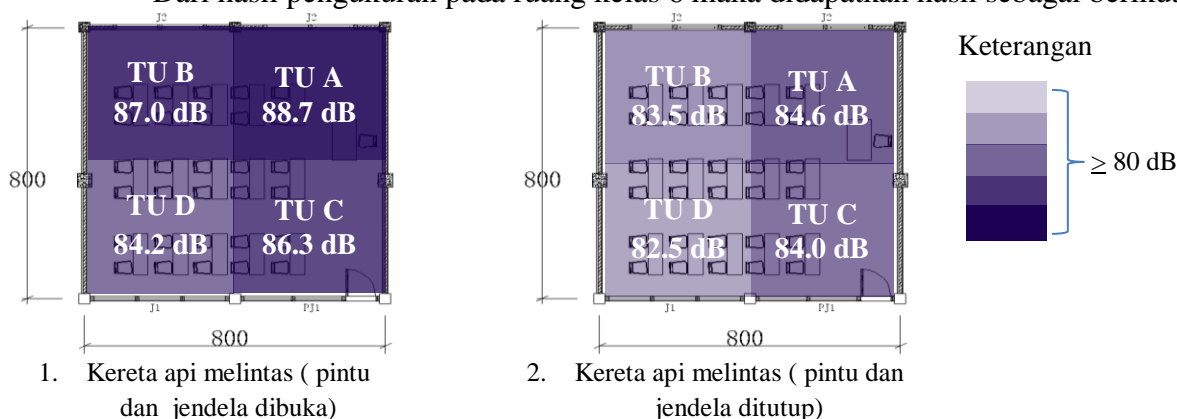 Dari hasil pengukuran pada ruang kelas 6 maka didapatkan hasil sebagai berikut
J2
J2
TU B
87.0 dB
TU A
88.7 dB
TU D
84.2 dB
TU C
86.3 dB
800
J1
PJ1
800
J2
J2
TU B
83.5 dB
TU A
84.6 dB
TU D
82.5 dB
TU C
84.0 dB
800
J1
PJ1
800
Keterangan
≥ 80 dB
1. Kereta api melintas ( pintu
dan jendela dibuka)
2. Kereta api melintas ( pintu dan
jendela ditutup)